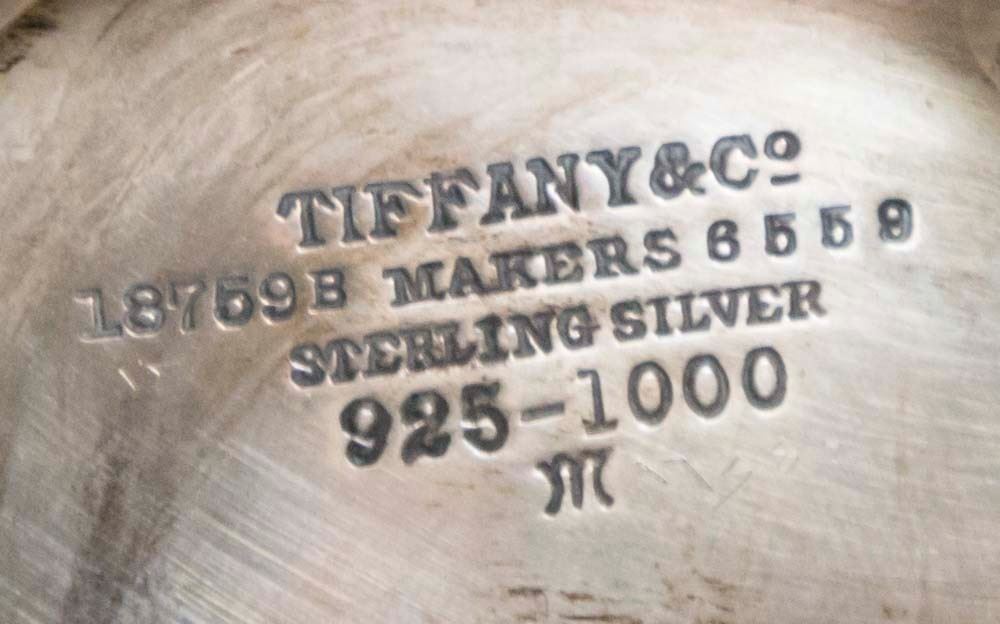 TIFFANY & Cº
18759B MAKERS 6559
STERLING SILVER
925-1000
M